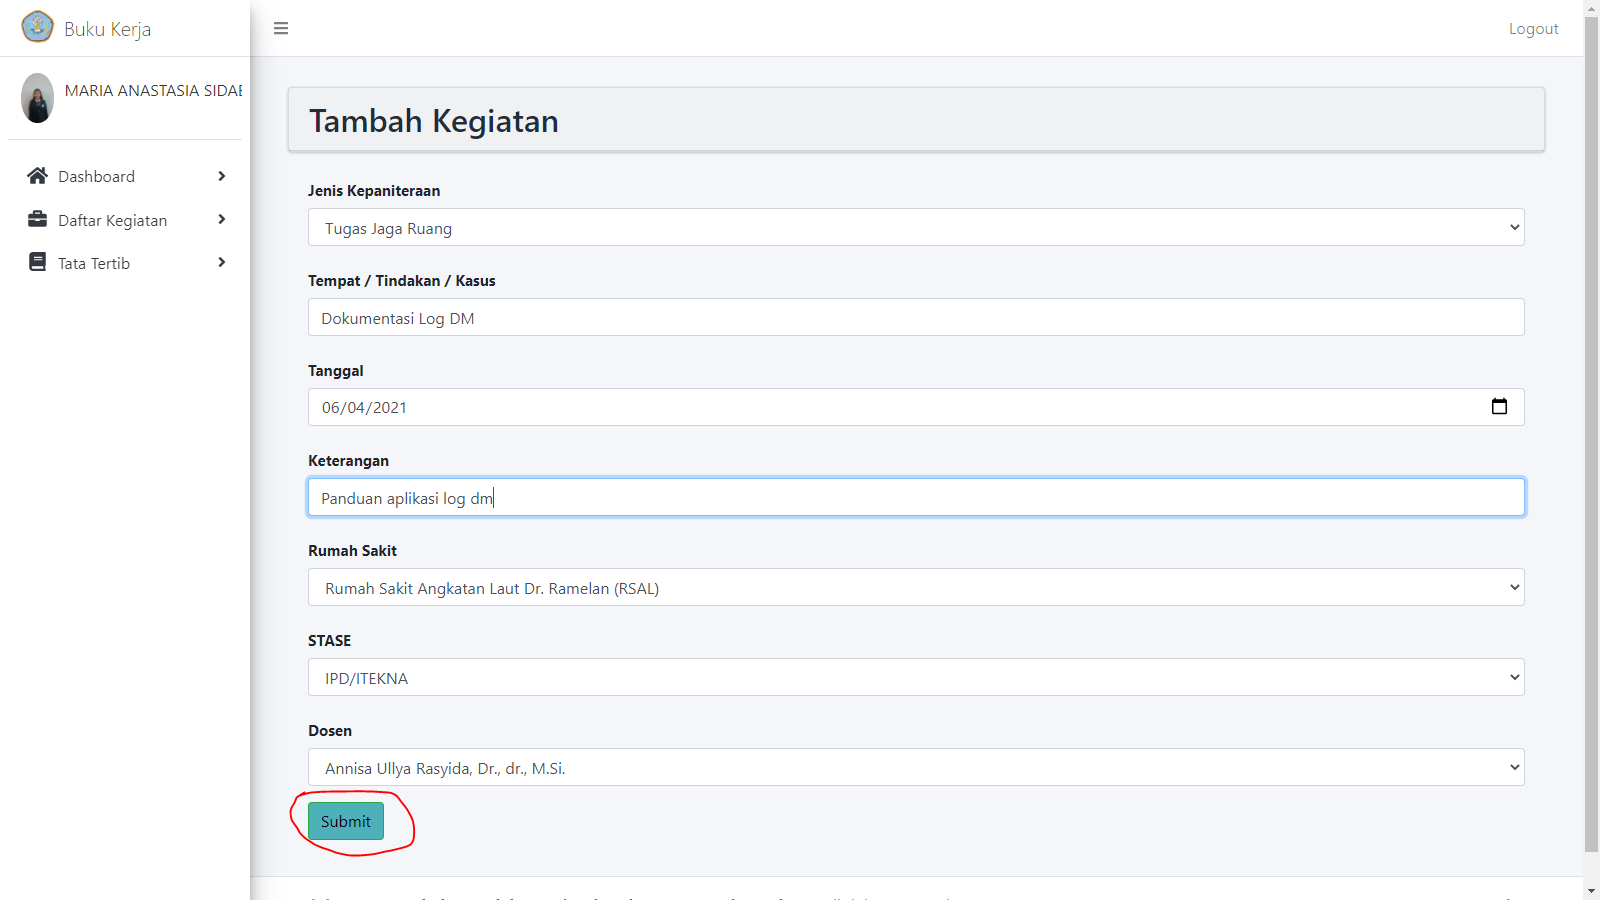 Buku Kerja
Logout
MARIA ANASTASIA
Dashboard
Daftar Kegiatan
Tata Tertib
Tambah Kegiatan
Jenis Kepaniteraan
Tugas Jaga Ruang
Tempat / Tindakan / Kasus
Dokumentasi Log DM
Tanggal
06/04/2021
Keterangan
Panduan aplikasi log dm
Rumah Sakit
Rumah Sakit Angkatan Laut Dr. Ramelan (RSAL)
STASE
IPD/ITEKNA
Dosen
Annisa Ullya Rasyida, Dr., dr., M.Si.
Submit